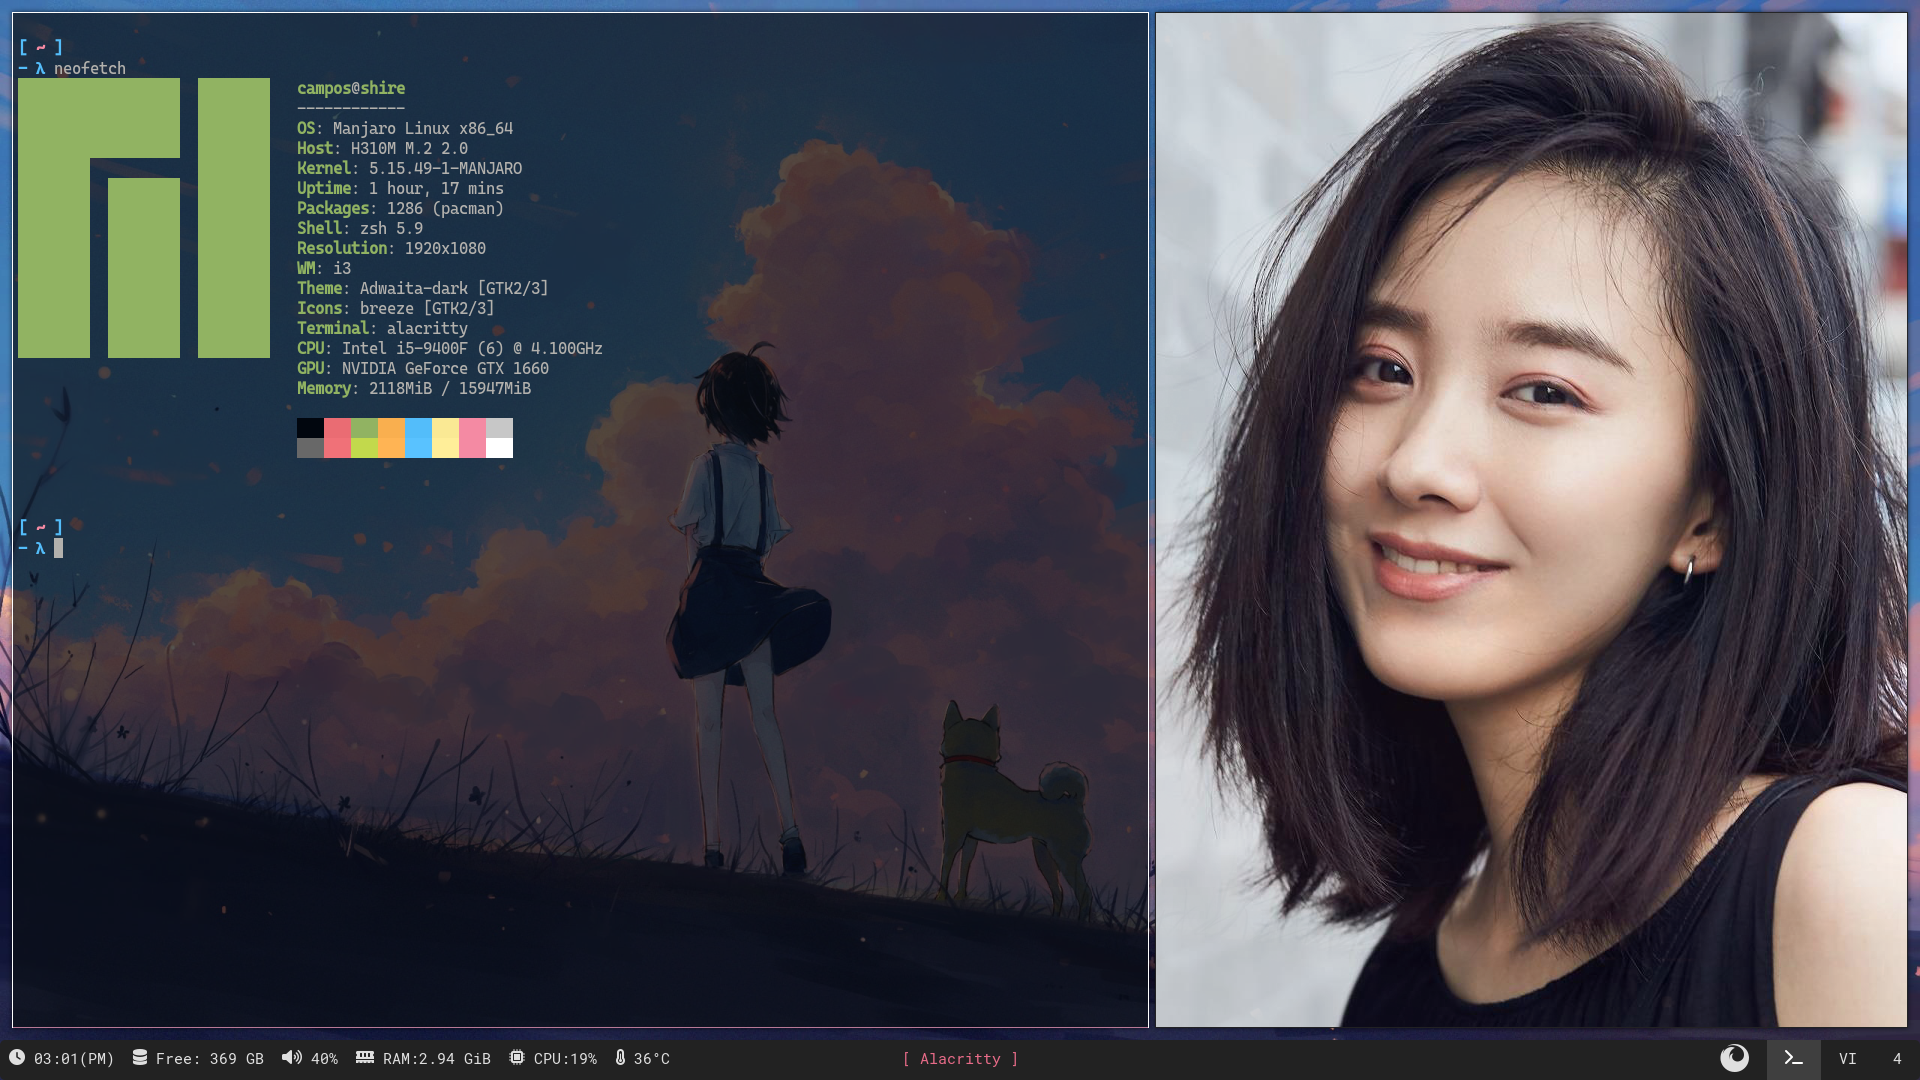 [ ~ ]
- λ neofetch
campos@shire
------------
OS: Manjaro Linux x86_64
Host: H310M M.2 2.0
Kernel: 5.15.49-1-MANJARO
Uptime: 1 hour, 17 mins
Packages: 1286 (pacman)
Shell: zsh 5.9
Resolution: 1920x1080
WM: i3
Theme: Adwaita-dark [GTK2/3]
Icons: breeze [GTK2/3]
Terminal: alacritty
CPU: Intel i5-9400F (6) @ 4.100GHz
GPU: NVIDIA GeForce GTX 1660
Memory: 2118MiB / 15947MiB
[ ~ ]
- λ
03:01(PM) Free: 369 GB 40% RAM:2.94 GiB CPU:19% 36°C [ Alacritty ] VI 4